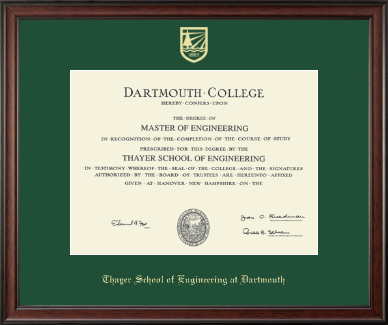 DARTMOUTH · COLLEGE
HEREBY · CONFERS · UPON
THE · DEGREE · OF
MASTER OF ENGINEERING
IN · RECOGNITION · OF · THE · COMPLETION · OF · THE · COURSE · OF · STUDY
PRESCRIBED · FOR · THIS · DEGREE · BY · THE
THAYER SCHOOL OF ENGINEERING
IN · TESTIMONY · WHEREOF · THE · SEAL · OF · THE · COLLEGE · AND · THE · SIGNATURES
AUTHORIZED · BY · THE · BOARD · OF · TRUSTEES · ARE · HEREUNTO · AFFIXED
GIVEN · AT · HANOVER · NEW · HAMPSHIRE · ON · THE
Thayer School of Engineering at Dartmouth